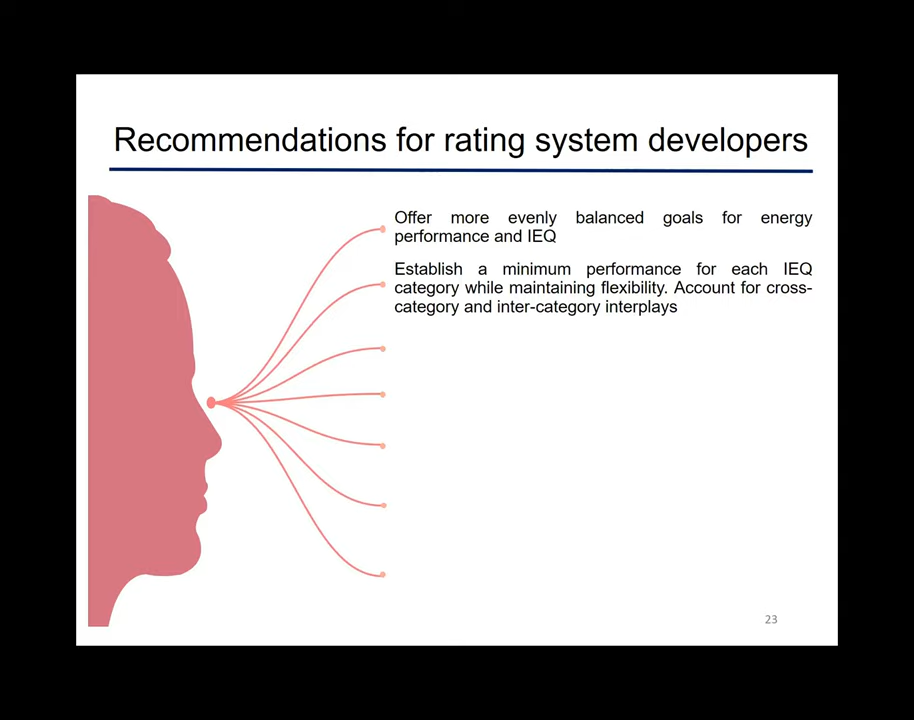 Recommendations for rating system developers
Offer more evenly balanced goals for energy
performance and IEQ
Establish a minimum performance for each IEQ
category while maintaining flexibility. Account for cross-
category and inter-category interplays
23